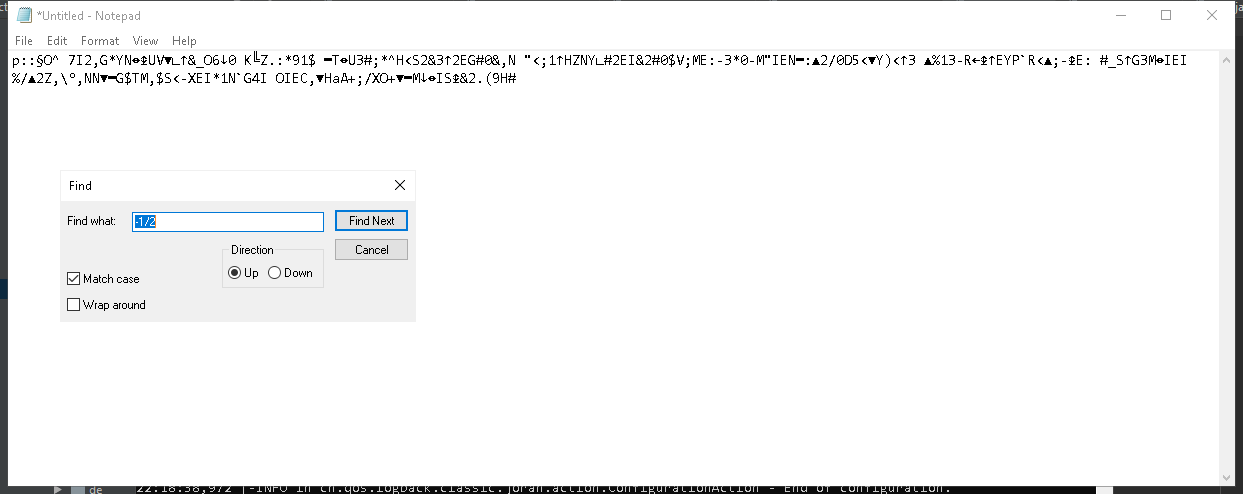 *Untitled - Notepad
File Edit Format View Help
p::§O^ 7I2,G*YN⬌⇭UV▼∟↑&_O6↓0 K╚Z.:*91$ ━T⬌U3#;*^H<S2&3↑2EG#0&,N "<;1↑HZNY∟#2EI&2#0$V;ME:-3*0-M"IEN━:▲2/0D5<▼Y)<↑3 ▲%13-R←⇭↑EYP`R<▲;-⇭E: #_S↑G3M⬌IEI
%/▲2Z,\°,NN▼━G$TM,$S<-XEI*1N`G4I OIEC,▼HaA+;/XO+▼━M↓⬌IS⇭&2.(9H#
Find
Find what: -1/2 Find Next
Direction Cancel
Up Down
Match case
Wrap around
de 22:18:38,972 |-INFO in ch.qos.logback.classic.joran.action.ConfigurationAction - End of configuration.